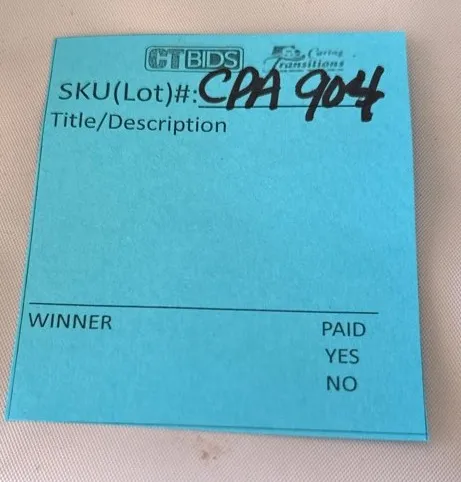 CTBIDS Caring Transitions
SKU(Lot)#: CPA 904
Title/Description
WINNER PAID
YES
NO